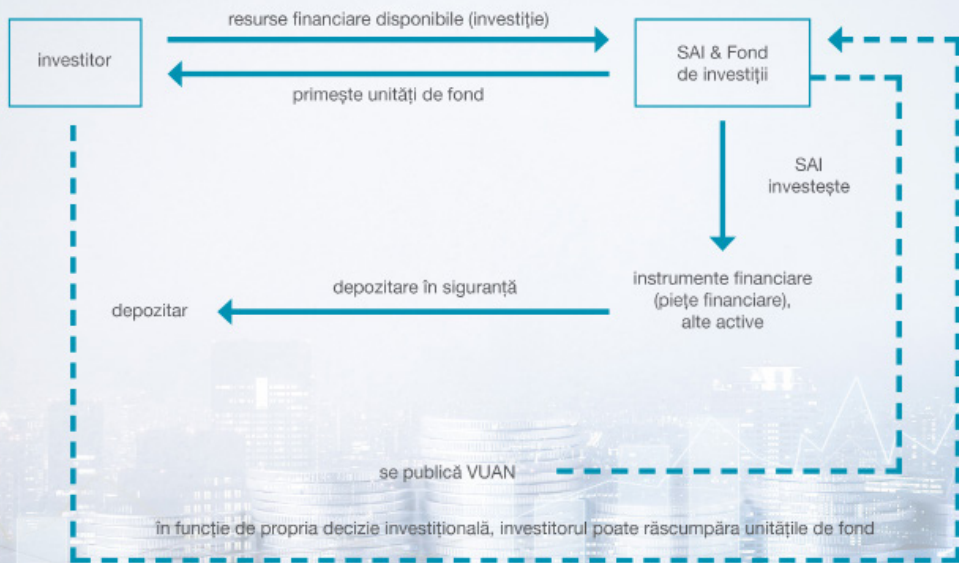 resurse financiare disponibile (investiție)
investitor
SAI & Fond
de investiții
primește unități de fond
SAI
investește
instrumente financiare
(piețe financiare),
alte active
depozitare în siguranță
depozitar
se publică VUAN
în funcție de propria decizie investițională, investitorul poate răscumpăra unitățile de fond